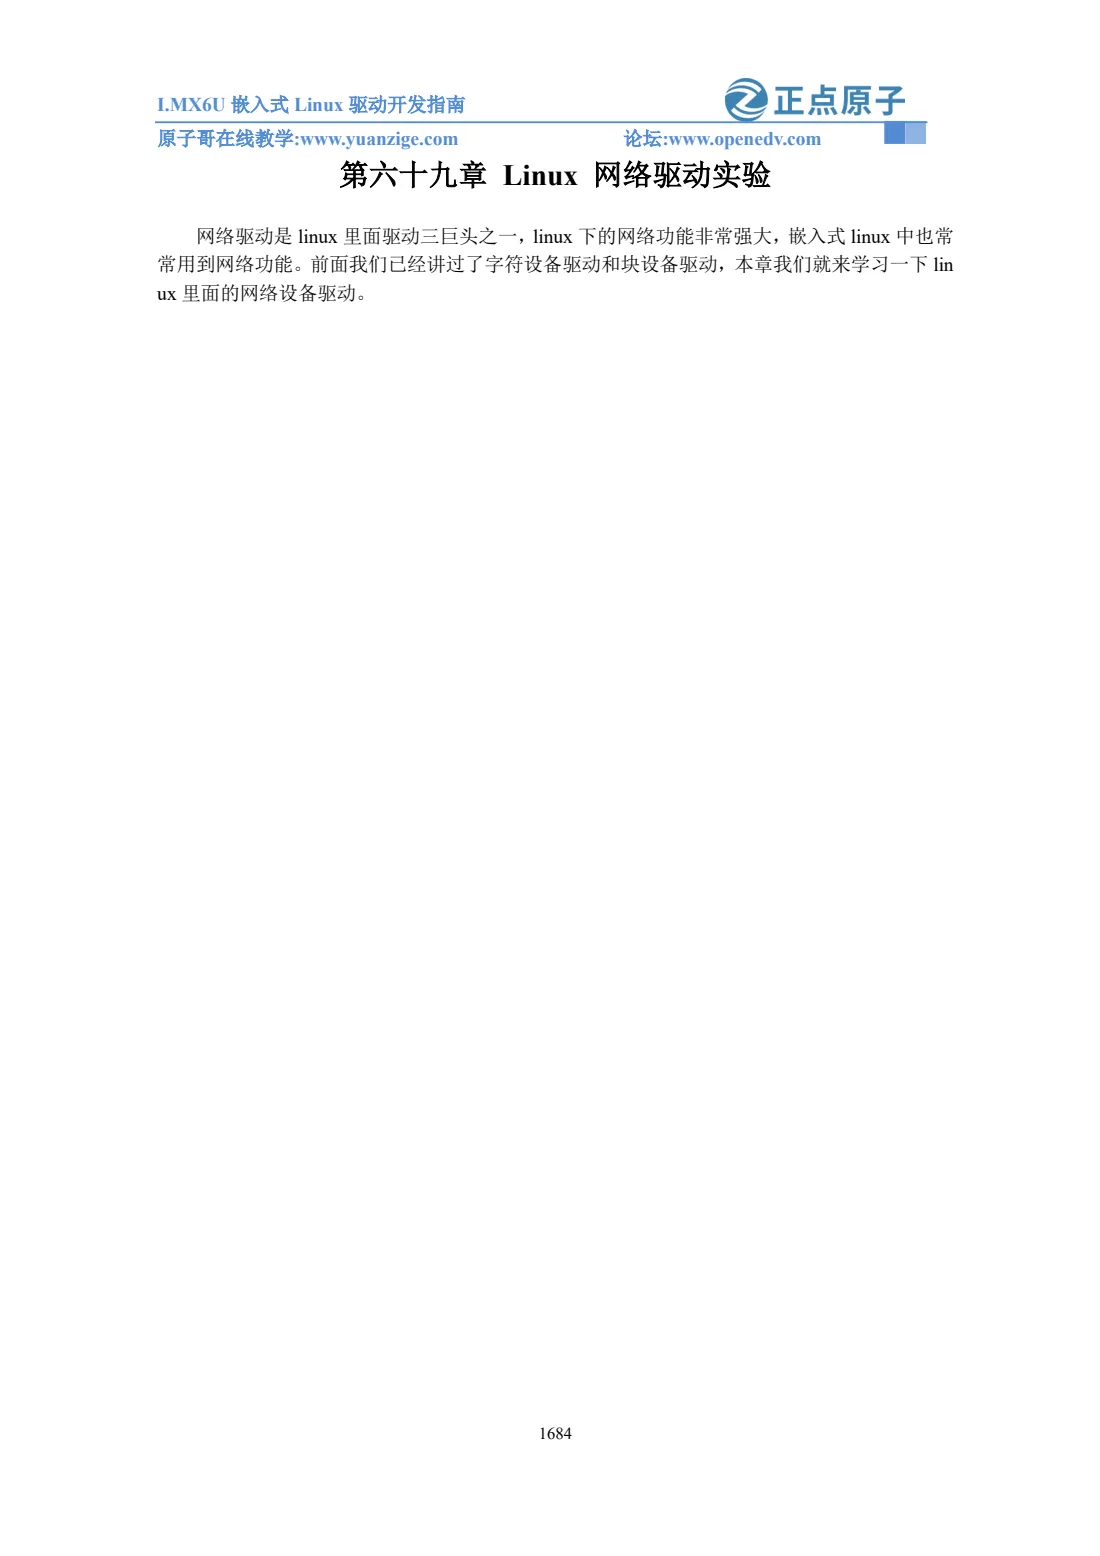 I.MX6U 嵌入式 Linux 驱动开发指南
正点原子
原子哥在线教学:www.yuanzige.com 论坛:www.openedv.com
第六十九章 Linux 网络驱动实验
网络驱动是 linux 里面驱动三巨头之一，linux 下的网络功能非常强大，嵌入式 linux 中也常
常用到网络功能。前面我们已经讲过了字符设备驱动和块设备驱动，本章我们就来学习一下 lin
ux 里面的网络设备驱动。
1684